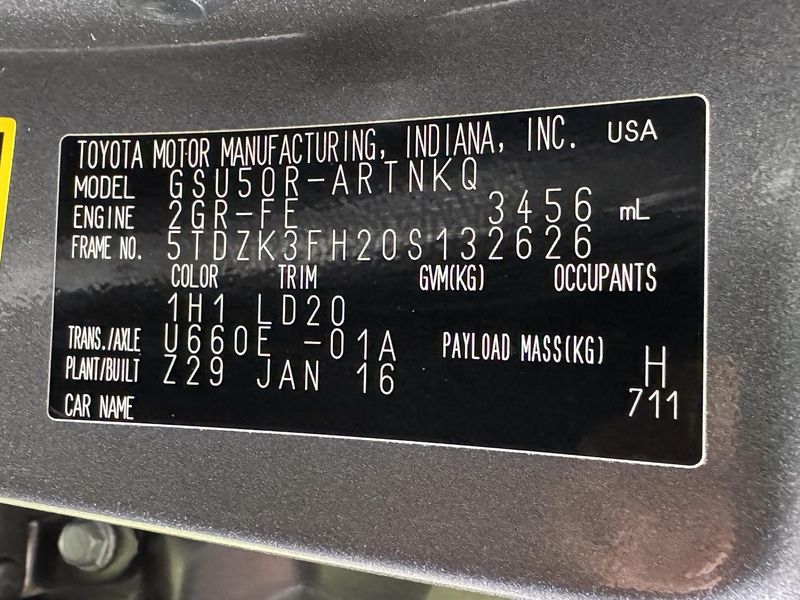 TOYOTA MOTOR MANUFACTURING, INDIANA, INC. USA
MODEL GSU50R-ARTNKQ
ENGINE 2GR-FE 3456 mL
FRAME NO. 5TDZK3FH20S132626
COLOR TRIM GVM(KG) OCCUPANTS
1H1 LD20
TRANS./AXLE U660E -01A PAYLOAD MASS(KG) H
PLANT/BUILT Z29 JAN 16 711
CAR NAME